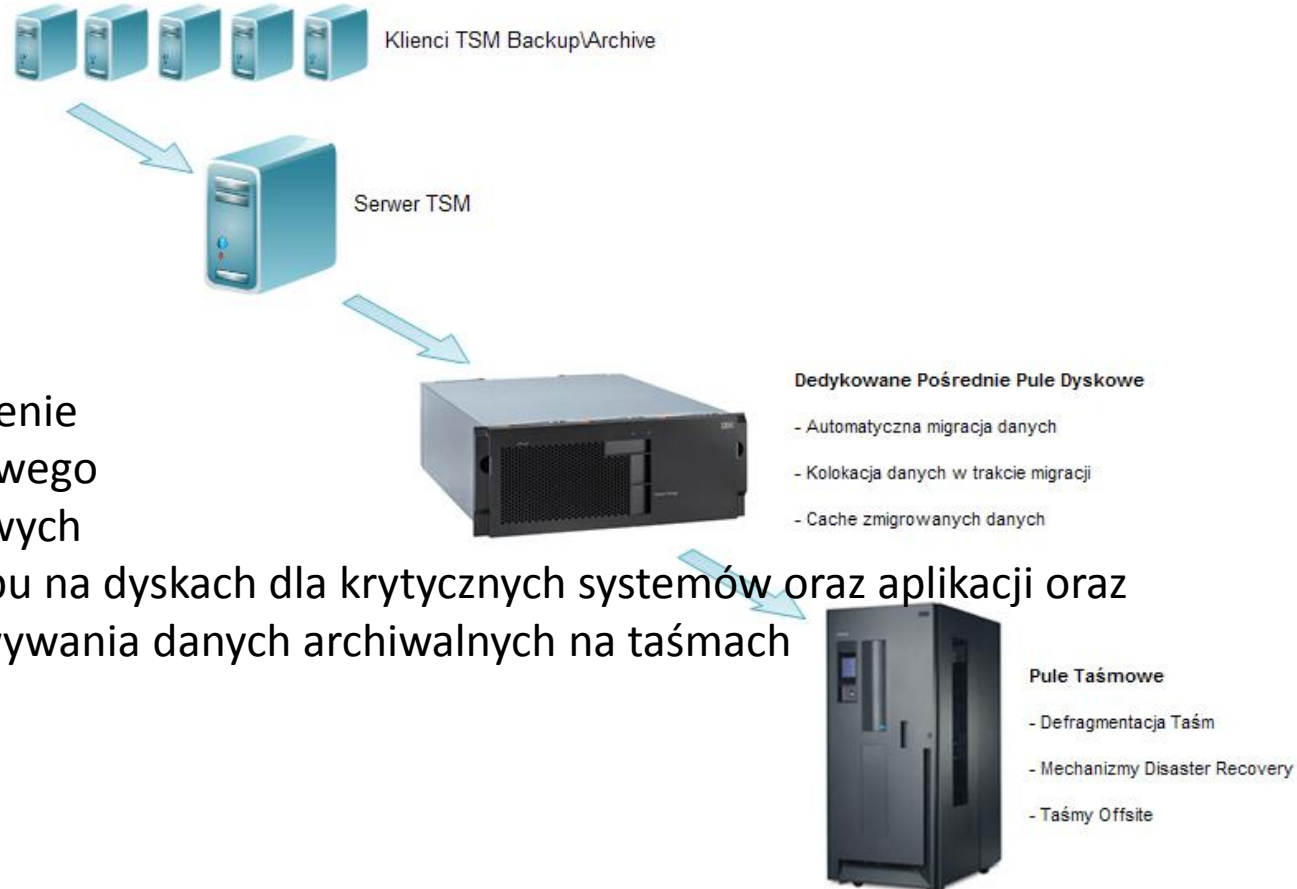 Klienci TSM Backup\Archive
Serwer TSM
Dedykowane Pośrednie Pule Dyskowe
- Automatyczna migracja danych
- Kolokacja danych w trakcie migracji
- Cache zmigrowanych danych
enie
wego
wych
pu na dyskach dla krytycznych systemów oraz aplikacji oraz
wywania danych archiwalnych na taśmach
Pule Taśmowe
- Defragmentacja Taśm
- Mechanizmy Disaster Recovery
- Taśmy Offsite